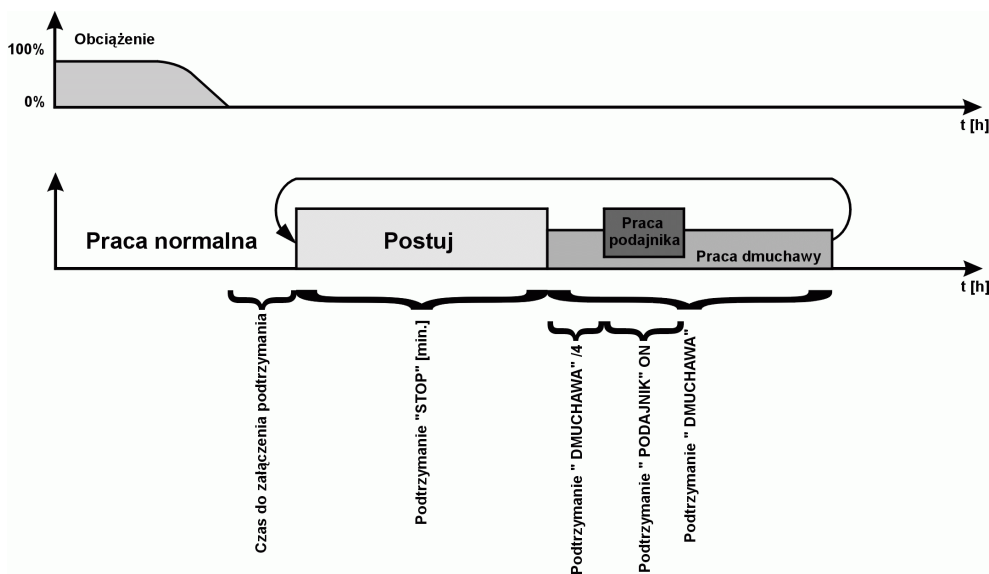 Obciążenie
100%
0%
t [h]
Praca normalna
Postuj
Praca
podajnika
Praca dmuchawy
t [h]
Czas do załączenia podtrzymania
Podtrzymanie "STOP" [min.]
Podtrzymanie " DMUCHAWA" /4
Podtrzymanie " PODAJNIK" ON
Podtrzymanie " DMUCHAWA"